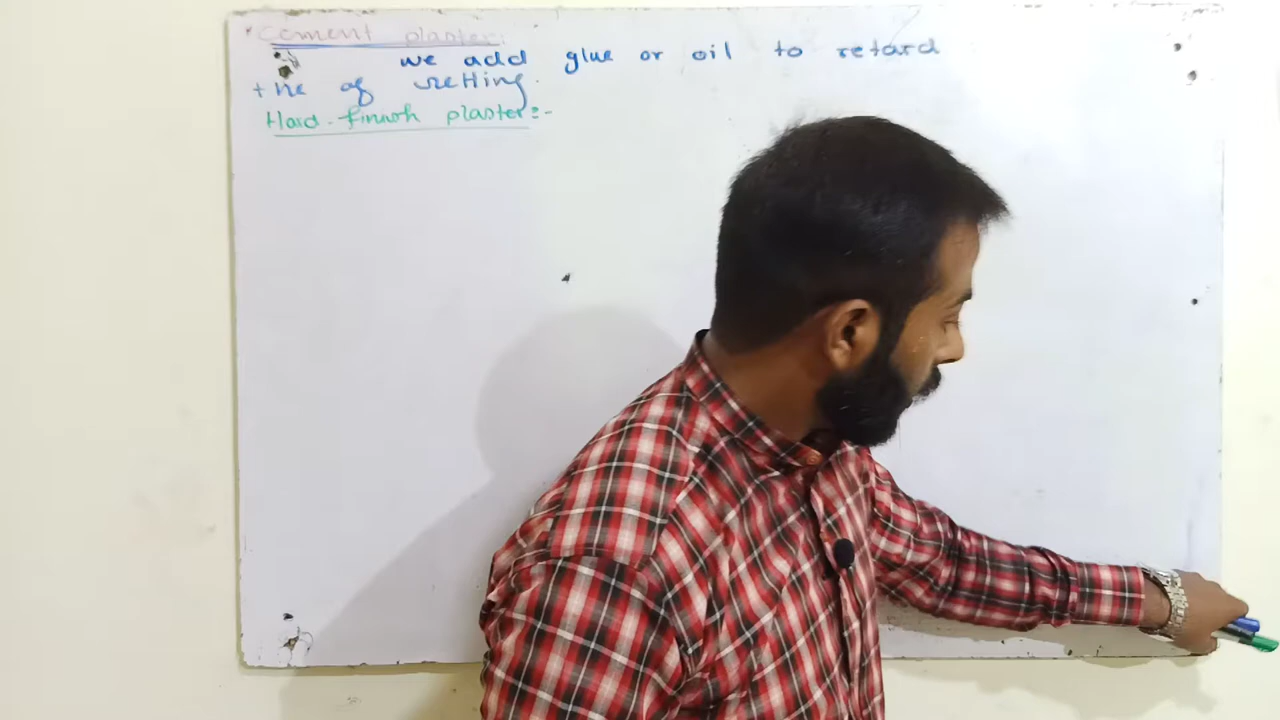 Cement plaster:
we add glue or oil to retard
the of setting.
Hard-finish plaster:-